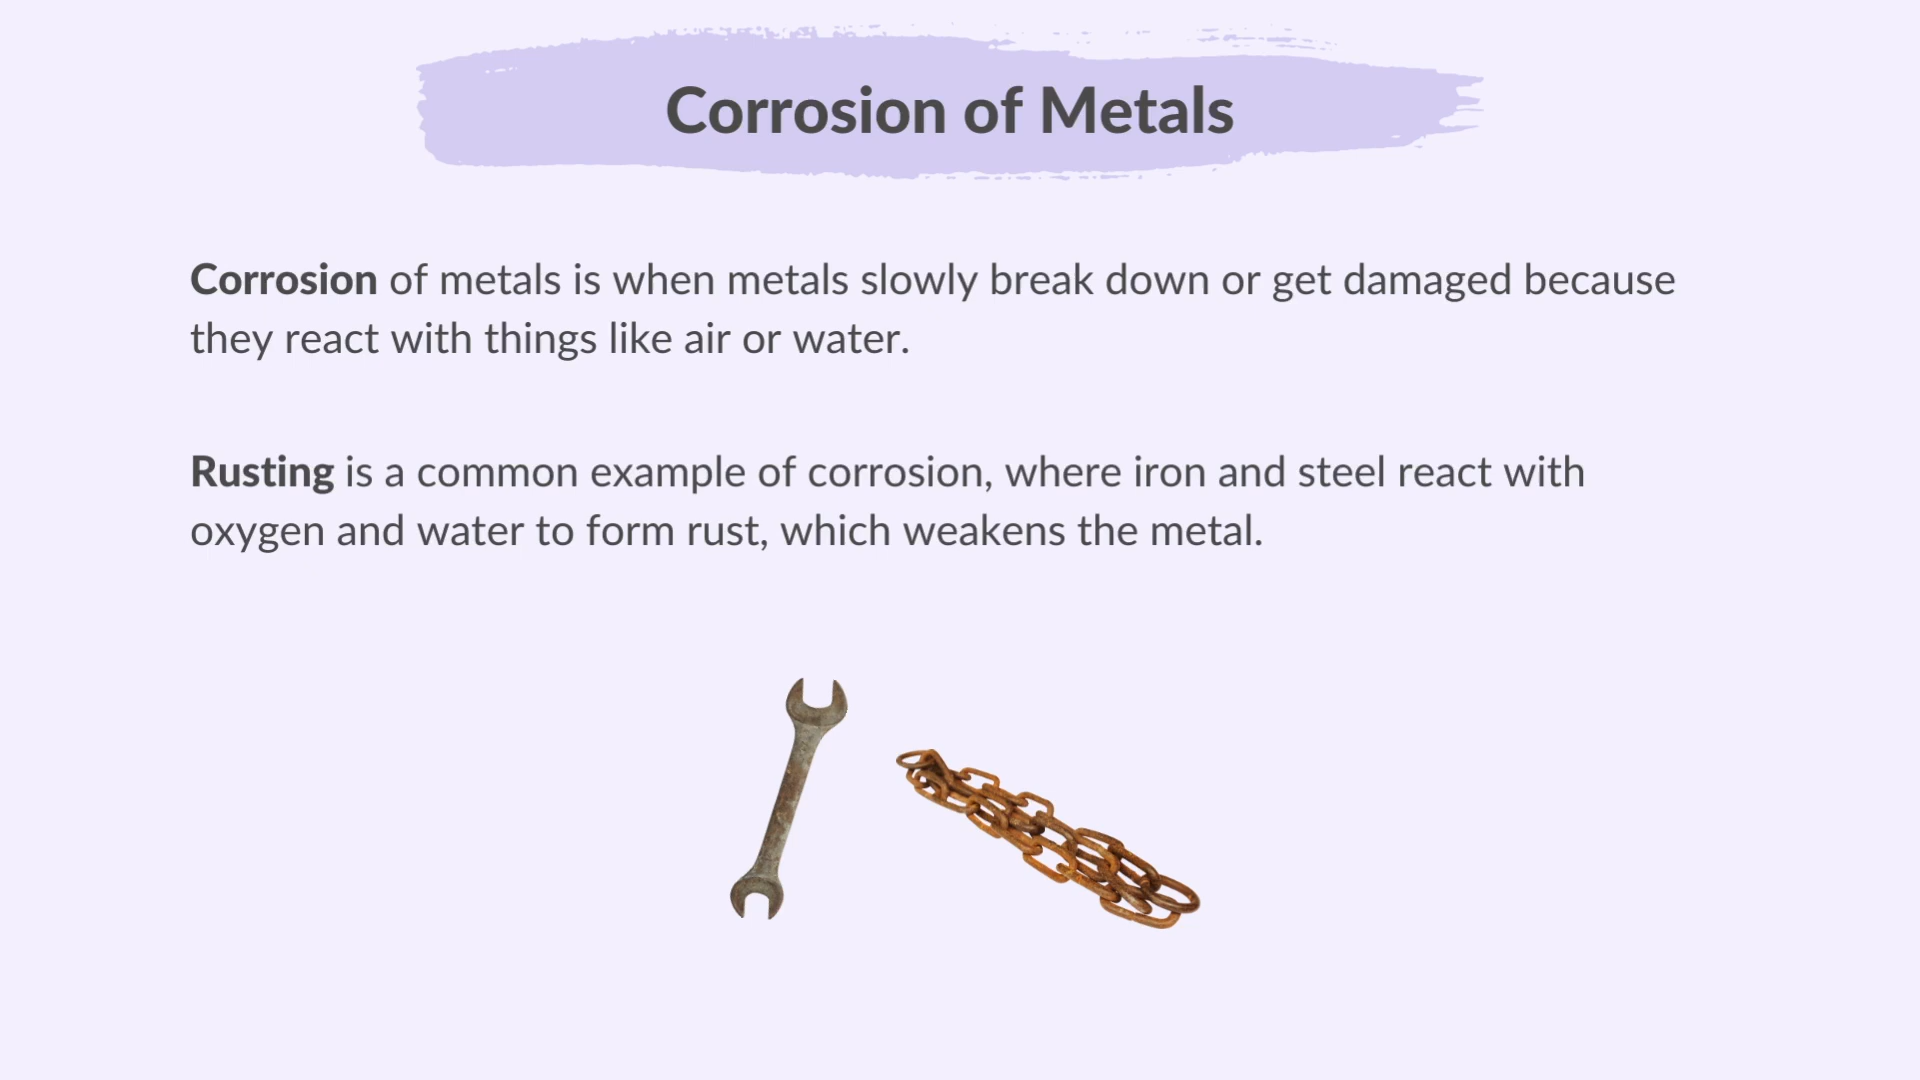 Corrosion of Metals
Corrosion of metals is when metals slowly break down or get damaged because
they react with things like air or water.
Rusting is a common example of corrosion, where iron and steel react with
oxygen and water to form rust, which weakens the metal.